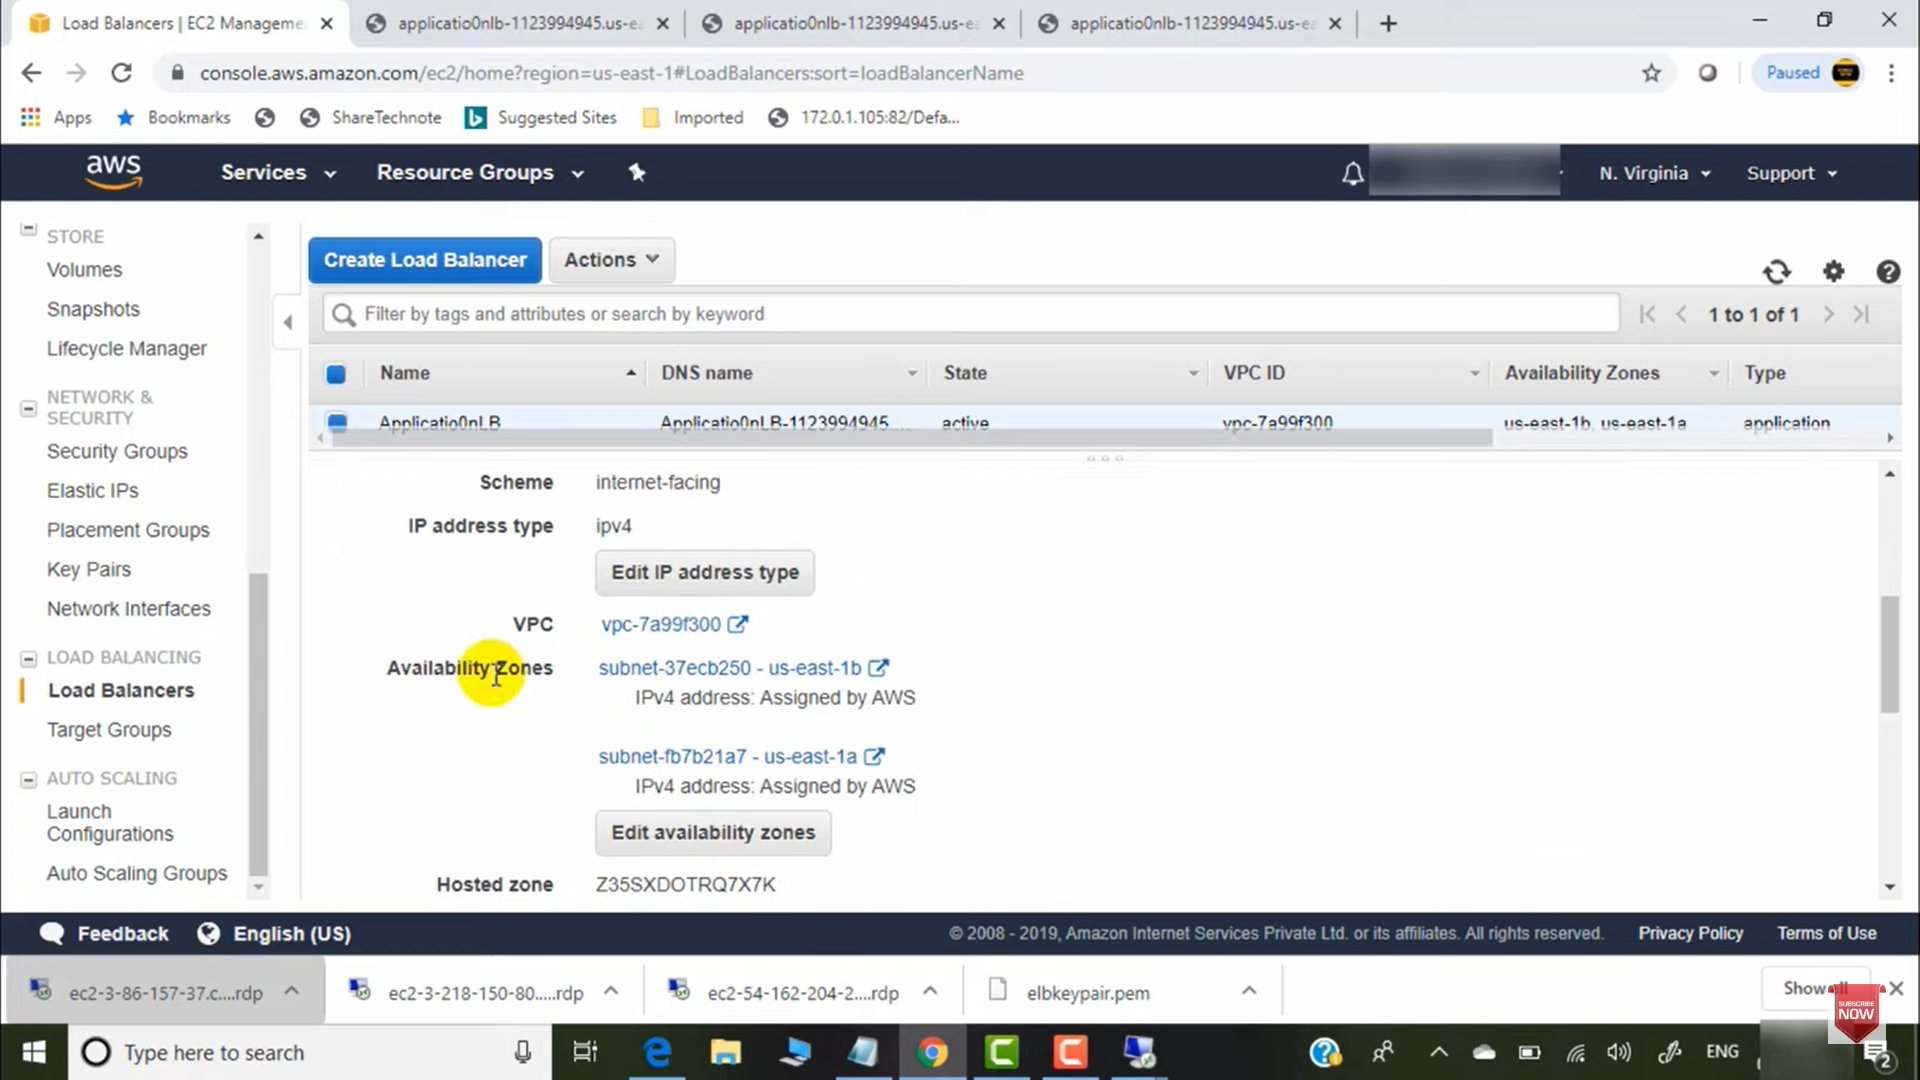 Load Balancers | EC2 Manageme
applicatio0nlb-1123994945.us-ea
applicatio0nlb-1123994945.us-ea
applicatio0nlb-1123994945.us-ea
console.aws.amazon.com/ec2/home?region=us-east-1#LoadBalancers:sort=loadBalancerName
Paused
Apps
Bookmarks
ShareTechnote
Suggested Sites
Imported
172.0.1.105:82/Defa...
aws
Services
Resource Groups
N. Virginia
Support
STORE
Volumes
Snapshots
Lifecycle Manager
NETWORK &
SECURITY
Security Groups
Elastic IPs
Placement Groups
Key Pairs
Network Interfaces
LOAD BALANCING
Load Balancers
Target Groups
AUTO SCALING
Launch
Configurations
Auto Scaling Groups
Create Load Balancer
Actions
Filter by tags and attributes or search by keyword
1 to 1 of 1
Name
DNS name
State
VPC ID
Availability Zones
Type
Applicatio0nLB
Applicatio0nLB-1123994945....
active
vpc-7a99f300
us-east-1b, us-east-1a
application
Scheme
internet-facing
IP address type
ipv4
Edit IP address type
VPC
vpc-7a99f300
Availability Zones
subnet-37ecb250 - us-east-1b
IPv4 address: Assigned by AWS
subnet-fb7b21a7 - us-east-1a
IPv4 address: Assigned by AWS
Edit availability zones
Hosted zone
Z35SXDOTRQ7X7K
Feedback
English (US)
© 2008 - 2019, Amazon Internet Services Private Ltd. or its affiliates. All rights reserved.
Privacy Policy
Terms of Use
ec2-3-86-157-37.c....rdp
ec2-3-218-150-80.....rdp
ec2-54-162-204-2....rdp
elbkeypair.pem
Show all
SUBSCRIBE
NOW
Type here to search
ENG
2